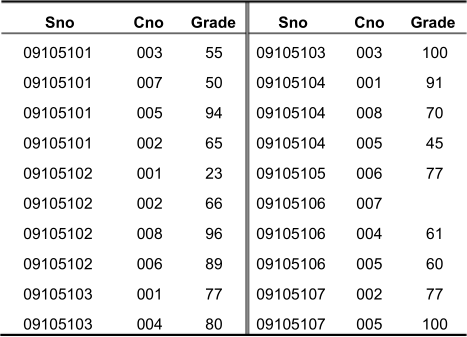 Sno Cno Grade Sno Cno Grade
09105101 003 55 09105103 003 100
09105101 007 50 09105104 001 91
09105101 005 94 09105104 008 70
09105101 002 65 09105104 005 45
09105102 001 23 09105105 006 77
09105102 002 66 09105106 007
09105102 008 96 09105106 004 61
09105102 006 89 09105106 005 60
09105103 001 77 09105107 002 77
09105103 004 80 09105107 005 100